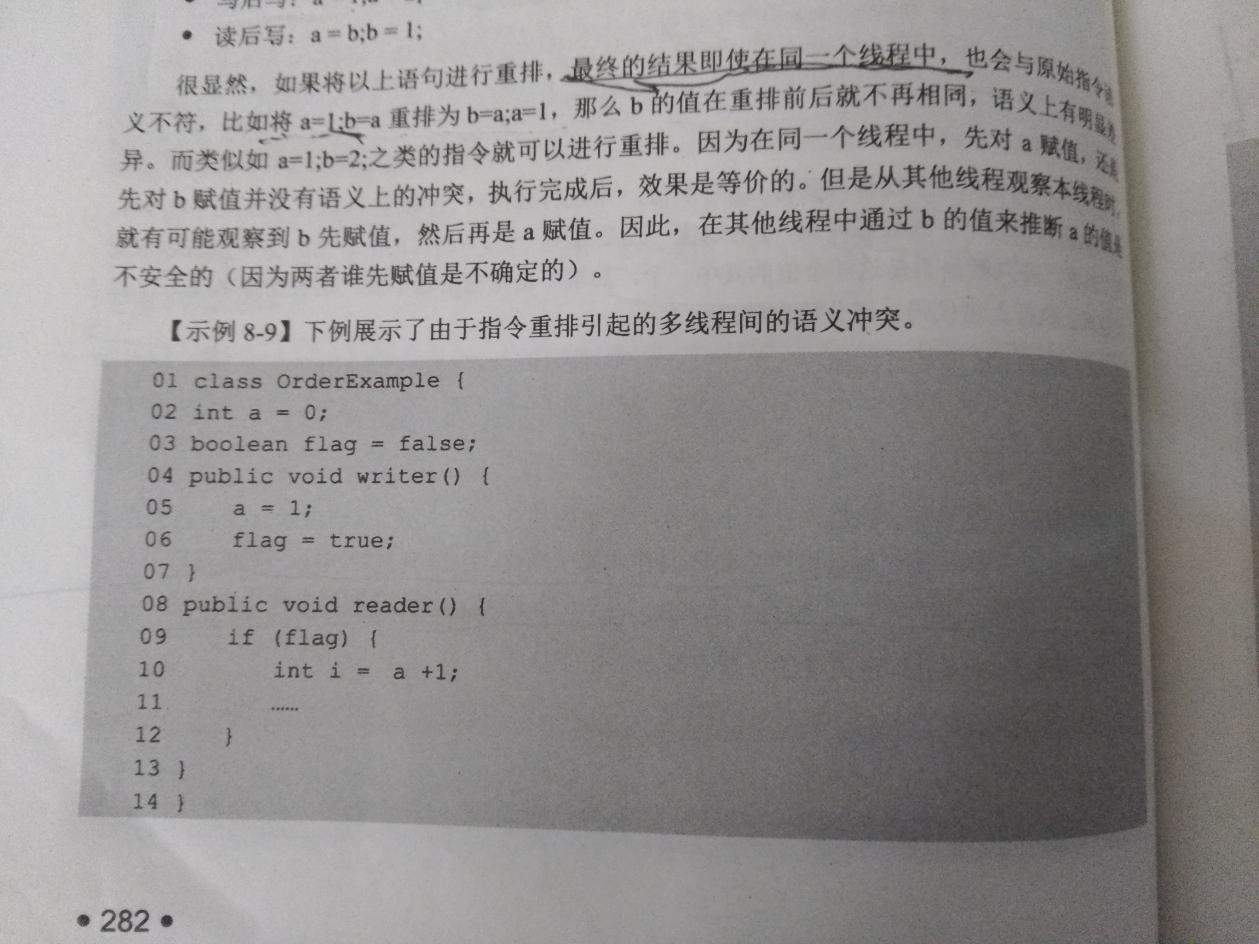 • 写后写：a = 1;a = 2;
• 读后写：a = b;b = 1;
很显然，如果将以上语句进行重排，最终的结果即使在同一个线程中，也会与原始指令语
义不符，比如将 a=1;b=a 重排为 b=a;a=1，那么 b 的值在重排前后就不再相同，语义上有明显差
异。而类似如 a=1;b=2;之类的指令就可以进行重排。因为在同一个线程中，先对 a 赋值，还是
先对 b 赋值并没有语义上的冲突，执行完成后，效果是等价的。但是从其他线程观察本线程时，
就有可能观察到 b 先赋值，然后再是 a 赋值。因此，在其他线程中通过 b 的值来推断 a 的值是
不安全的（因为两者谁先赋值是不确定的）。
【示例 8-9】下例展示了由于指令重排引起的多线程间的语义冲突。
01 class OrderExample {
02 int a = 0;
03 boolean flag = false;
04 public void writer() {
05 a = 1;
06 flag = true;
07 }
08 public void reader() {
09 if (flag) {
10 int i = a +1;
11 ……
12 }
13 }
14 }
• 282 •